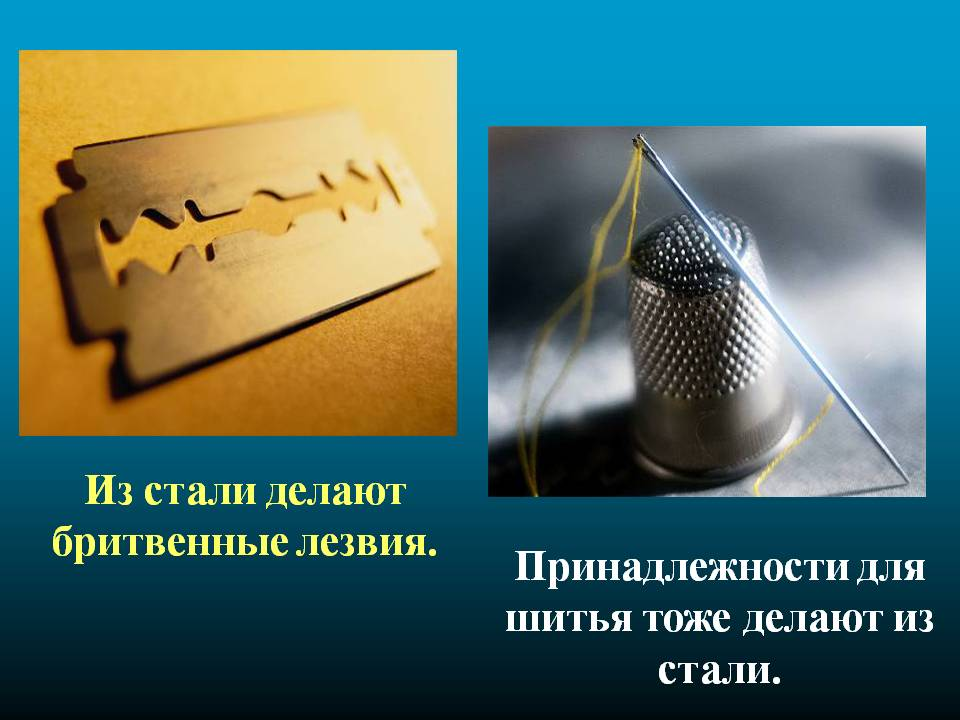 Из стали делают
бритвенные лезвия.
Принадлежности для
шитья тоже делают из
стали.